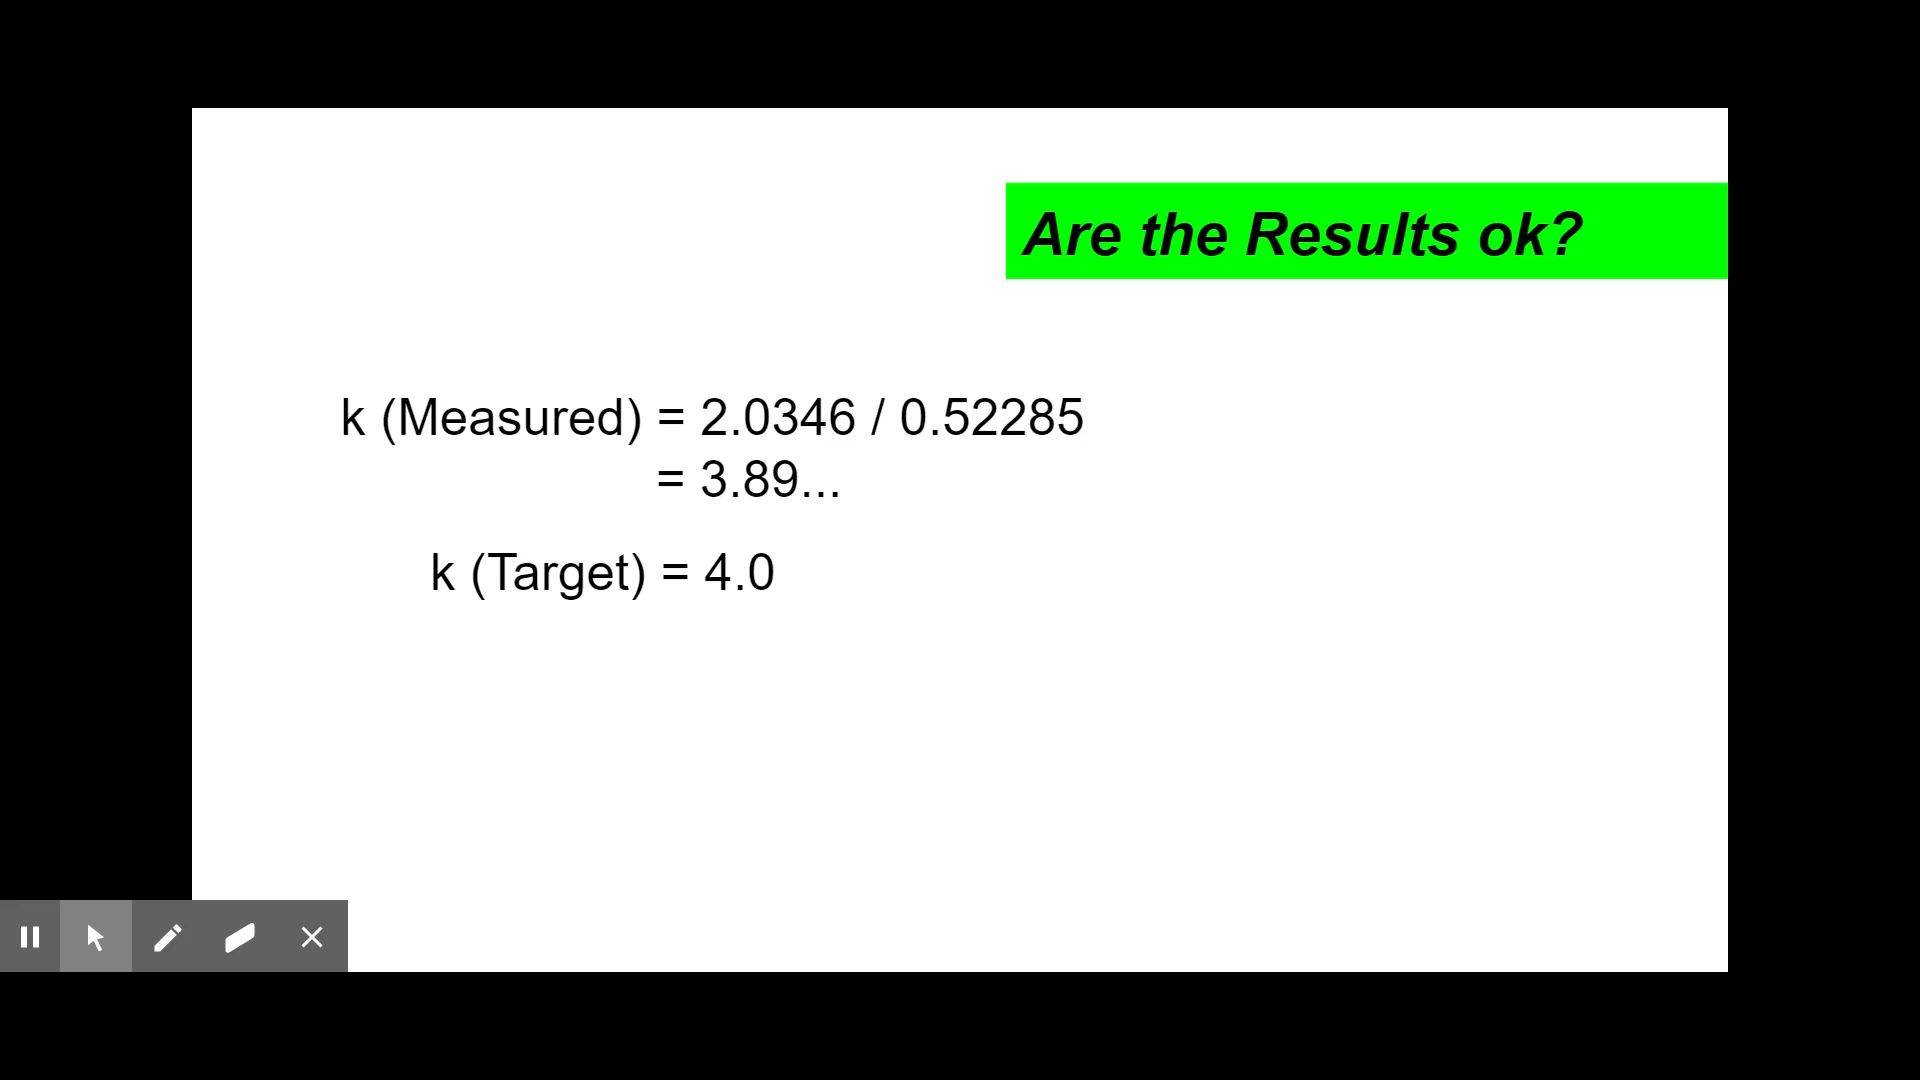 Are the Results ok?
k (Measured) = 2.0346 / 0.52285
= 3.89...
k (Target) = 4.0